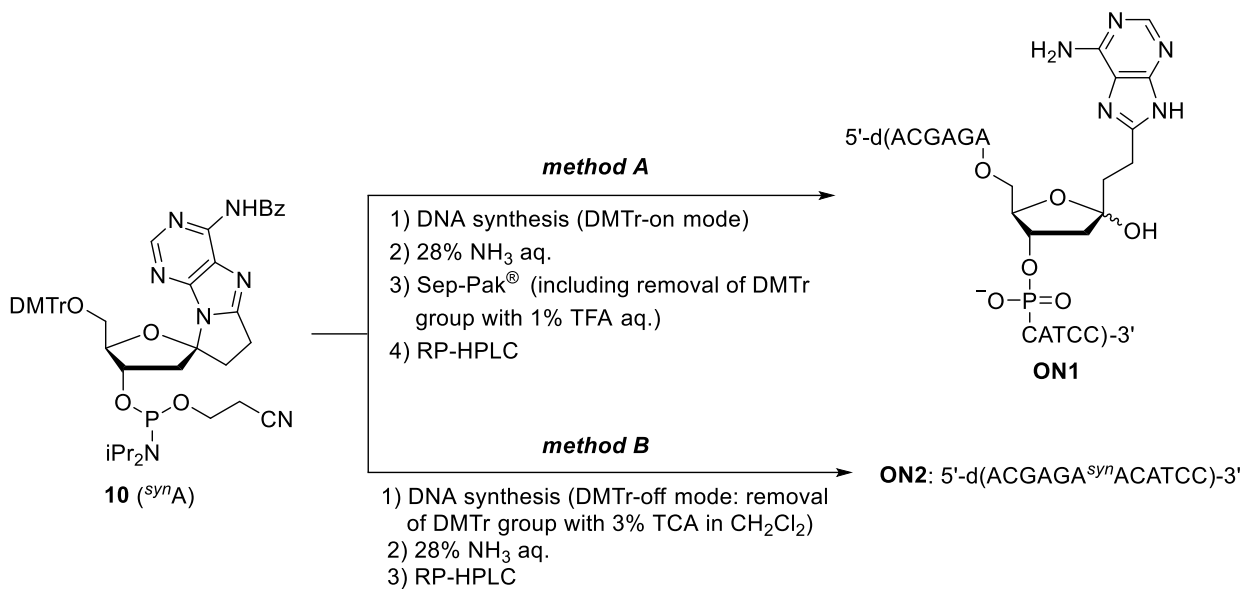 N
N
H₂N
N
N
NH
5'-d(ACGAGA
O
O
OH
O
⁻O-P=O
CATCC)-3'
ON1
method A
1) DNA synthesis (DMTr-on mode)
2) 28% NH₃ aq.
3) Sep-Pak® (including removal of DMTr
group with 1% TFA aq.)
4) RP-HPLC
NHBz
N
N
N
N
DMTrO
O
O
P
O
CN
iPr₂N
10 (synA)
method B
1) DNA synthesis (DMTr-off mode: removal
of DMTr group with 3% TCA in CH₂Cl₂)
2) 28% NH₃ aq.
3) RP-HPLC
ON2: 5'-d(ACGAGAsynACATCC)-3'